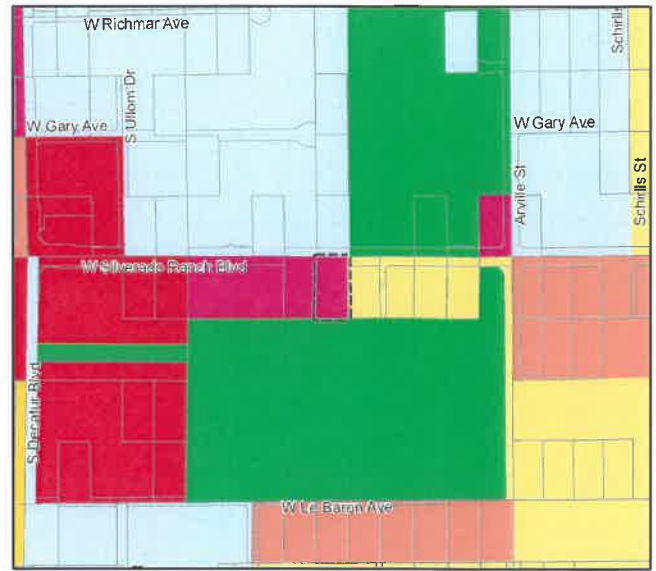 W Richmar Ave
Schirlls
S Ullom Dr
W Gary Ave
W Gary Ave
Arville St
Schirlls St
W Silverado Ranch Blvd
S Decatur Blvd
W Le Baron Ave